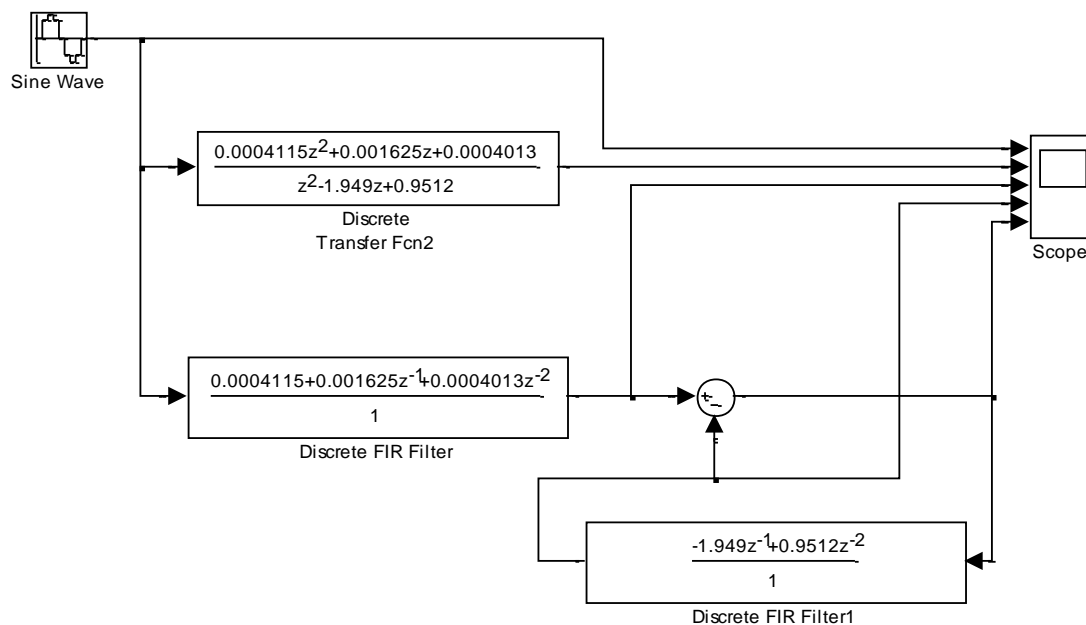 Sine Wave
0.0004115z²+0.001625z+0.0004013
z²-1.949z+0.9512
Discrete
Transfer Fcn2
Scope
0.0004115+0.001625z⁻¹+0.0004013z⁻²
1
Discrete FIR Filter
-1.949z⁻¹+0.9512z⁻²
1
Discrete FIR Filter1